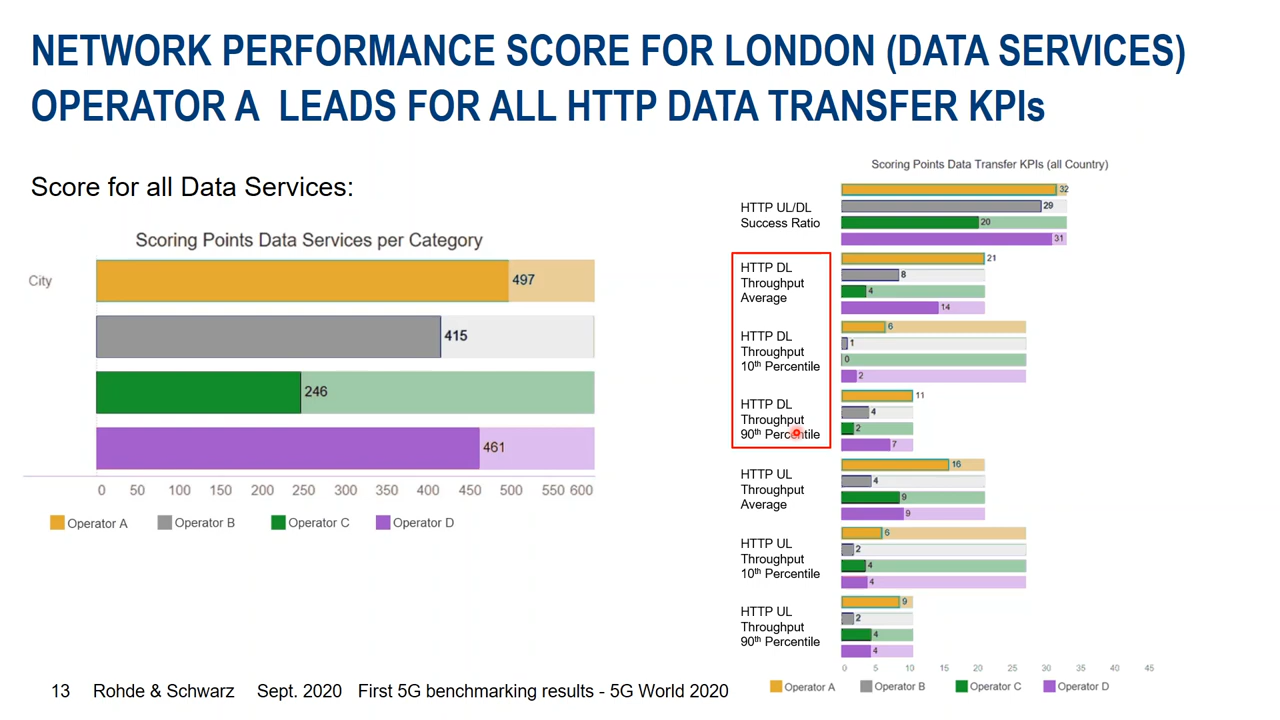 NETWORK PERFORMANCE SCORE FOR LONDON (DATA SERVICES)
OPERATOR A LEADS FOR ALL HTTP DATA TRANSFER KPIs
Score for all Data Services:
Scoring Points Data Services per Category
City
497
415
246
461
0 50 100 150 200 250 300 350 400 450 500 550 600
Operator A Operator B Operator C Operator D
Scoring Points Data Transfer KPIs (all Country)
HTTP UL/DL
Success Ratio
32
29
20
31
HTTP DL
Throughput
Average
21
8
4
14
HTTP DL
Throughput
10th Percentile
6
1
0
2
HTTP DL
Throughput
90th Percentile
11
4
2
7
HTTP UL
Throughput
Average
16
4
9
9
HTTP UL
Throughput
10th Percentile
6
2
4
4
HTTP UL
Throughput
90th Percentile
9
2
4
4
0 5 10 15 20 25 30 35 40 45
Operator A Operator B Operator C Operator D
13 Rohde & Schwarz Sept. 2020 First 5G benchmarking results - 5G World 2020